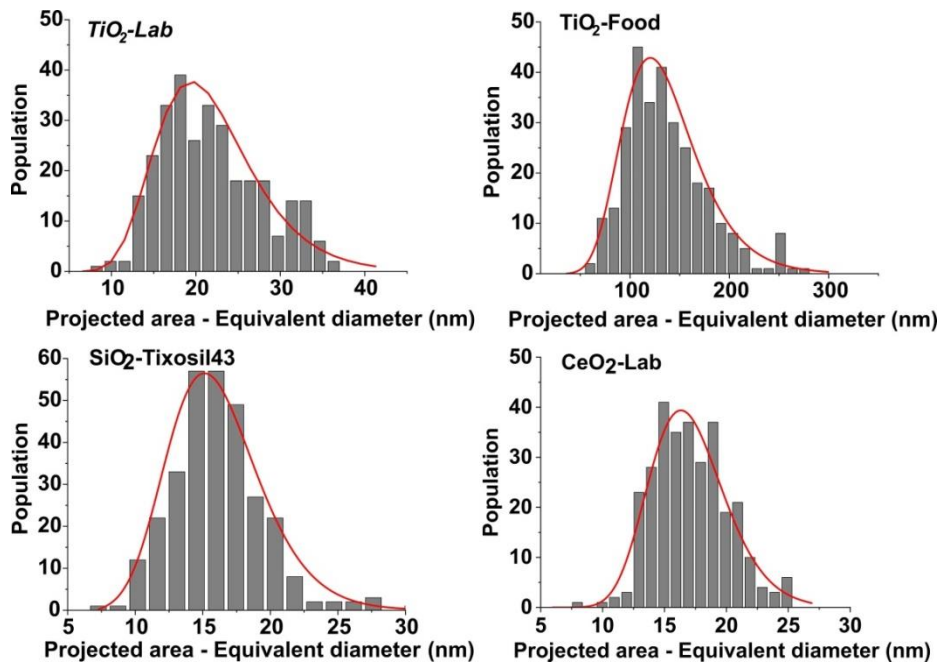 TiO2-Lab
50
40
30
20
10
0
Population
10 20 30 40
Projected area - Equivalent diameter (nm)
TiO2-Food
50
40
30
20
10
0
Population
100 200 300
Projected area - Equivalent diameter (nm)
SiO2-Tixosil43
60
50
40
30
20
10
0
Population
5 10 15 20 25 30
Projected area - Equivalent diameter (nm)
CeO2-Lab
50
40
30
20
10
0
Population
5 10 15 20 25 30
Projected area - Equivalent diameter (nm)